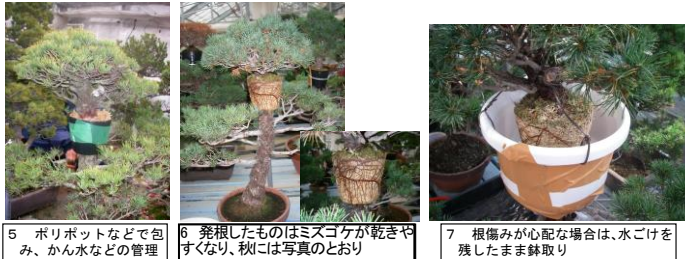 5　ポリポットなどで包
み、かん水などの管理
6　発根したものはミズゴケが乾きや
すくなり、秋には写真のとおり
7　根傷みが心配な場合は、水ごけを
残したまま鉢取り